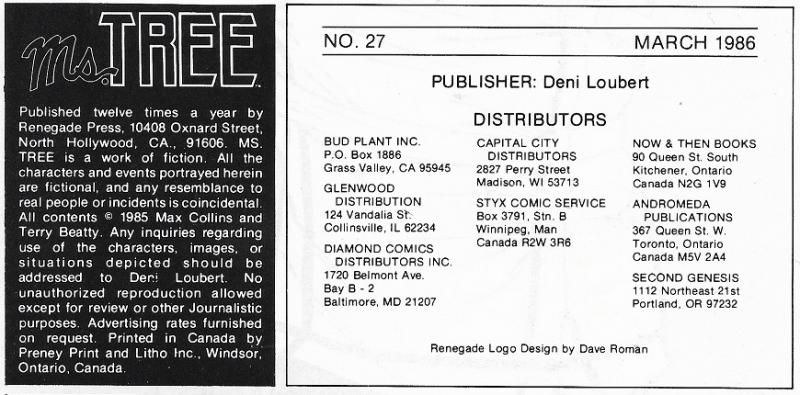 Ms. TREE
Published twelve times a year by
Renegade Press, 10408 Oxnard Street,
North Hollywood, CA., 91606. MS.
TREE is a work of fiction. All the
characters and events portrayed herein
are fictional, and any resemblance to
real people or incidents is coincidental.
All contents © 1985 Max Collins and
Terry Beatty. Any inquiries regarding
use of the characters, images, or
situations depicted should be
addressed to Deni Loubert. No
unauthorized reproduction allowed
except for review or other Journalistic
purposes. Advertising rates furnished
on request. Printed in Canada by
Preney Print and Litho Inc., Windsor,
Ontario, Canada.
NO. 27 MARCH 1986
PUBLISHER: Deni Loubert
DISTRIBUTORS
BUD PLANT INC.
P.O. Box 1886
Grass Valley, CA 95945
GLENWOOD
DISTRIBUTION
124 Vandalia St.
Collinsville, IL 62234
DIAMOND COMICS
DISTRIBUTORS INC.
1720 Belmont Ave.
Bay B - 2
Baltimore, MD 21207
CAPITAL CITY
DISTRIBUTORS
2827 Perry Street
Madison, WI 53713
STYX COMIC SERVICE
Box 3791, Stn. B
Winnipeg, Man
Canada R2W 3R6
NOW & THEN BOOKS
90 Queen St. South
Kitchener, Ontario
Canada N2G 1V9
ANDROMEDA
PUBLICATIONS
367 Queen St. W.
Toronto, Ontario
Canada M5V 2A4
SECOND GENESIS
1112 Northeast 21st
Portland, OR 97232
Renegade Logo Design by Dave Roman